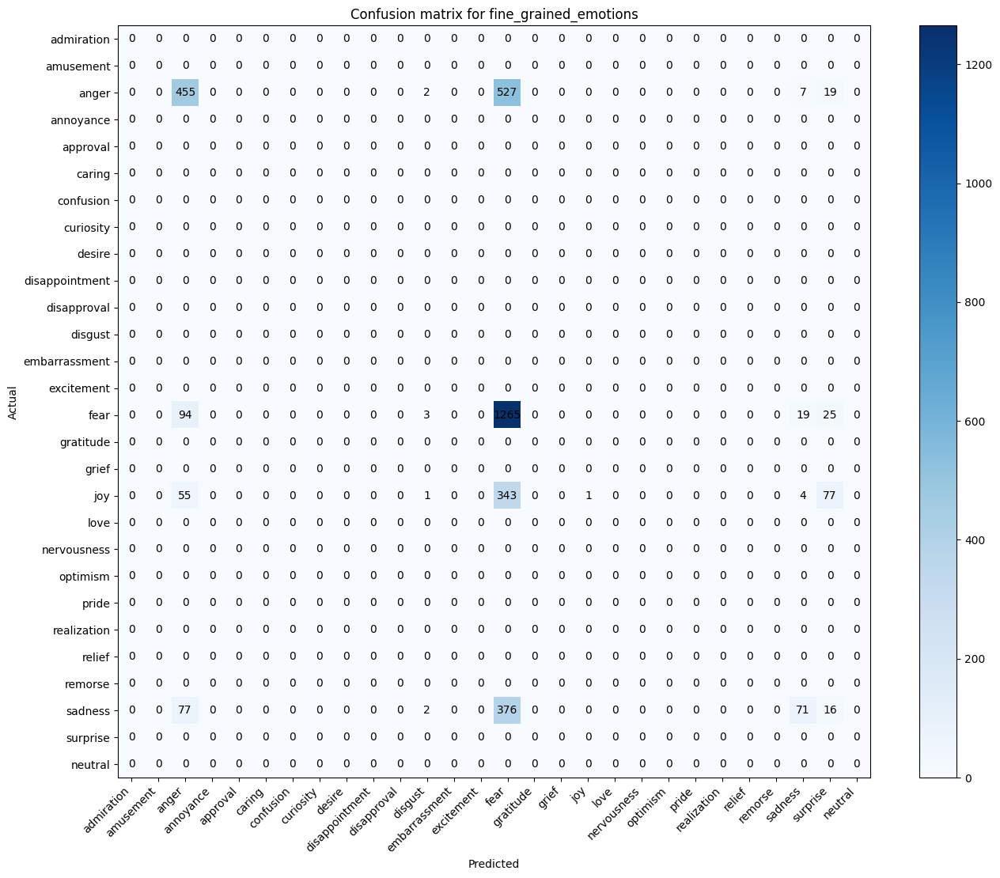 Confusion matrix for fine_grained_emotions
admiration 0 0 0 0 0 0 0 0 0 0 0 0 0 0 0 0 0 0 0 0 0 0 0 0 0 0 0 0
amusement 0 0 0 0 0 0 0 0 0 0 0 0 0 0 0 0 0 0 0 0 0 0 0 0 0 0 0 0
anger 0 0 455 0 0 0 0 0 0 0 0 2 0 0 527 0 0 0 0 0 0 0 0 0 0 7 19 0
annoyance 0 0 0 0 0 0 0 0 0 0 0 0 0 0 0 0 0 0 0 0 0 0 0 0 0 0 0 0
approval 0 0 0 0 0 0 0 0 0 0 0 0 0 0 0 0 0 0 0 0 0 0 0 0 0 0 0 0
caring 0 0 0 0 0 0 0 0 0 0 0 0 0 0 0 0 0 0 0 0 0 0 0 0 0 0 0 0
confusion 0 0 0 0 0 0 0 0 0 0 0 0 0 0 0 0 0 0 0 0 0 0 0 0 0 0 0 0
curiosity 0 0 0 0 0 0 0 0 0 0 0 0 0 0 0 0 0 0 0 0 0 0 0 0 0 0 0 0
desire 0 0 0 0 0 0 0 0 0 0 0 0 0 0 0 0 0 0 0 0 0 0 0 0 0 0 0 0
disappointment 0 0 0 0 0 0 0 0 0 0 0 0 0 0 0 0 0 0 0 0 0 0 0 0 0 0 0 0
disapproval 0 0 0 0 0 0 0 0 0 0 0 0 0 0 0 0 0 0 0 0 0 0 0 0 0 0 0 0
disgust 0 0 0 0 0 0 0 0 0 0 0 0 0 0 0 0 0 0 0 0 0 0 0 0 0 0 0 0
embarrassment 0 0 0 0 0 0 0 0 0 0 0 0 0 0 0 0 0 0 0 0 0 0 0 0 0 0 0 0
excitement 0 0 0 0 0 0 0 0 0 0 0 0 0 0 0 0 0 0 0 0 0 0 0 0 0 0 0 0
fear 0 0 94 0 0 0 0 0 0 0 0 3 0 0 1265 0 0 0 0 0 0 0 0 0 0 19 25 0
gratitude 0 0 0 0 0 0 0 0 0 0 0 0 0 0 0 0 0 0 0 0 0 0 0 0 0 0 0 0
grief 0 0 0 0 0 0 0 0 0 0 0 0 0 0 0 0 0 0 0 0 0 0 0 0 0 0 0 0
joy 0 0 55 0 0 0 0 0 0 0 0 1 0 0 343 0 0 1 0 0 0 0 0 0 0 4 77 0
love 0 0 0 0 0 0 0 0 0 0 0 0 0 0 0 0 0 0 0 0 0 0 0 0 0 0 0 0
nervousness 0 0 0 0 0 0 0 0 0 0 0 0 0 0 0 0 0 0 0 0 0 0 0 0 0 0 0 0
optimism 0 0 0 0 0 0 0 0 0 0 0 0 0 0 0 0 0 0 0 0 0 0 0 0 0 0 0 0
pride 0 0 0 0 0 0 0 0 0 0 0 0 0 0 0 0 0 0 0 0 0 0 0 0 0 0 0 0
realization 0 0 0 0 0 0 0 0 0 0 0 0 0 0 0 0 0 0 0 0 0 0 0 0 0 0 0 0
relief 0 0 0 0 0 0 0 0 0 0 0 0 0 0 0 0 0 0 0 0 0 0 0 0 0 0 0 0
remorse 0 0 0 0 0 0 0 0 0 0 0 0 0 0 0 0 0 0 0 0 0 0 0 0 0 0 0 0
sadness 0 0 77 0 0 0 0 0 0 0 0 2 0 0 376 0 0 0 0 0 0 0 0 0 0 71 16 0
surprise 0 0 0 0 0 0 0 0 0 0 0 0 0 0 0 0 0 0 0 0 0 0 0 0 0 0 0 0
neutral 0 0 0 0 0 0 0 0 0 0 0 0 0 0 0 0 0 0 0 0 0 0 0 0 0 0 0 0
Actual
admiration
amusement
anger
annoyance
approval
caring
confusion
curiosity
desire
disappointment
disapproval
disgust
embarrassment
excitement
fear
gratitude
grief
joy
love
nervousness
optimism
pride
realization
relief
remorse
sadness
surprise
neutral
Predicted
1200
1000
800
600
400
200
0